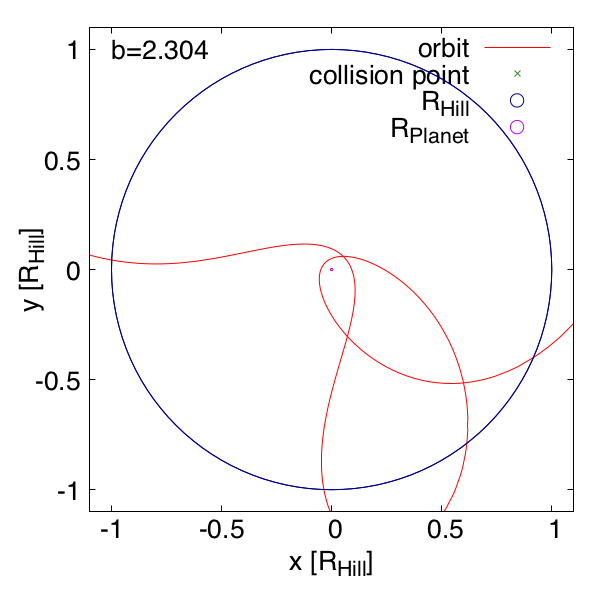 b=2.304
orbit
collision point
R_Hill
R_Planet
1
0.5
0
-0.5
-1
y [R_Hill]
-1 -0.5 0 0.5 1
x [R_Hill]